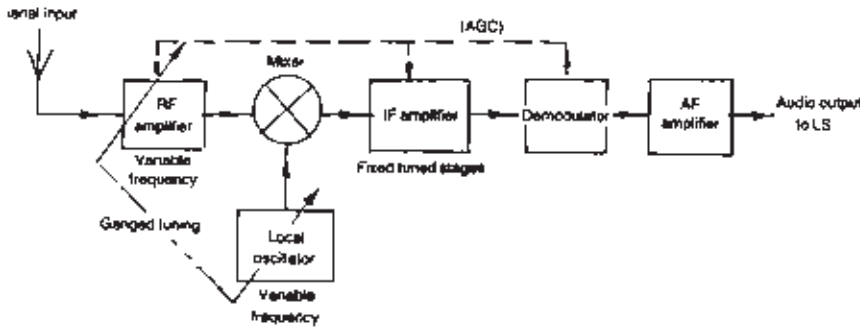 input
(AGC)
Mixer
RF
amplifier
IF amplifier
Demodulator
AF
amplifier
Audio output
to LS
Variable
frequency
Fixed tuned stages
Ganged tuning
Local
oscillator
Variable
frequency